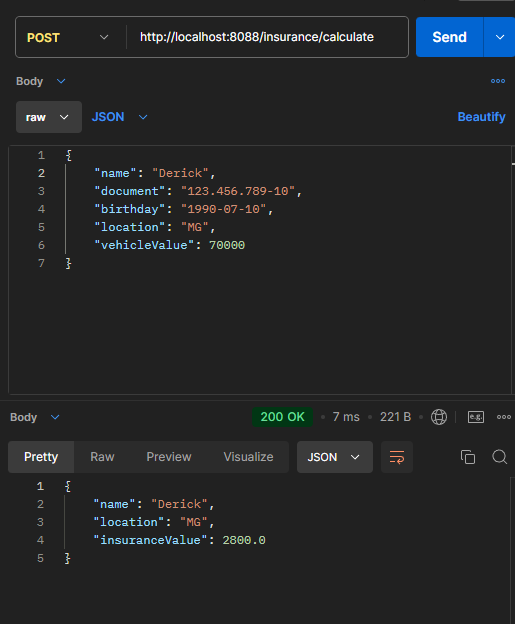 POST http://localhost:8088/insurance/calculate Send
Body
raw JSON Beautify
1 {
2 "name": "Derick",
3 "document": "123.456.789-10",
4 "birthday": "1990-07-10",
5 "location": "MG",
6 "vehicleValue": 70000
7 }
Body 200 OK • 7 ms • 221 B • e.g.
Pretty Raw Preview Visualize JSON
1 {
2 "name": "Derick",
3 "location": "MG",
4 "insuranceValue": 2800.0
5 }